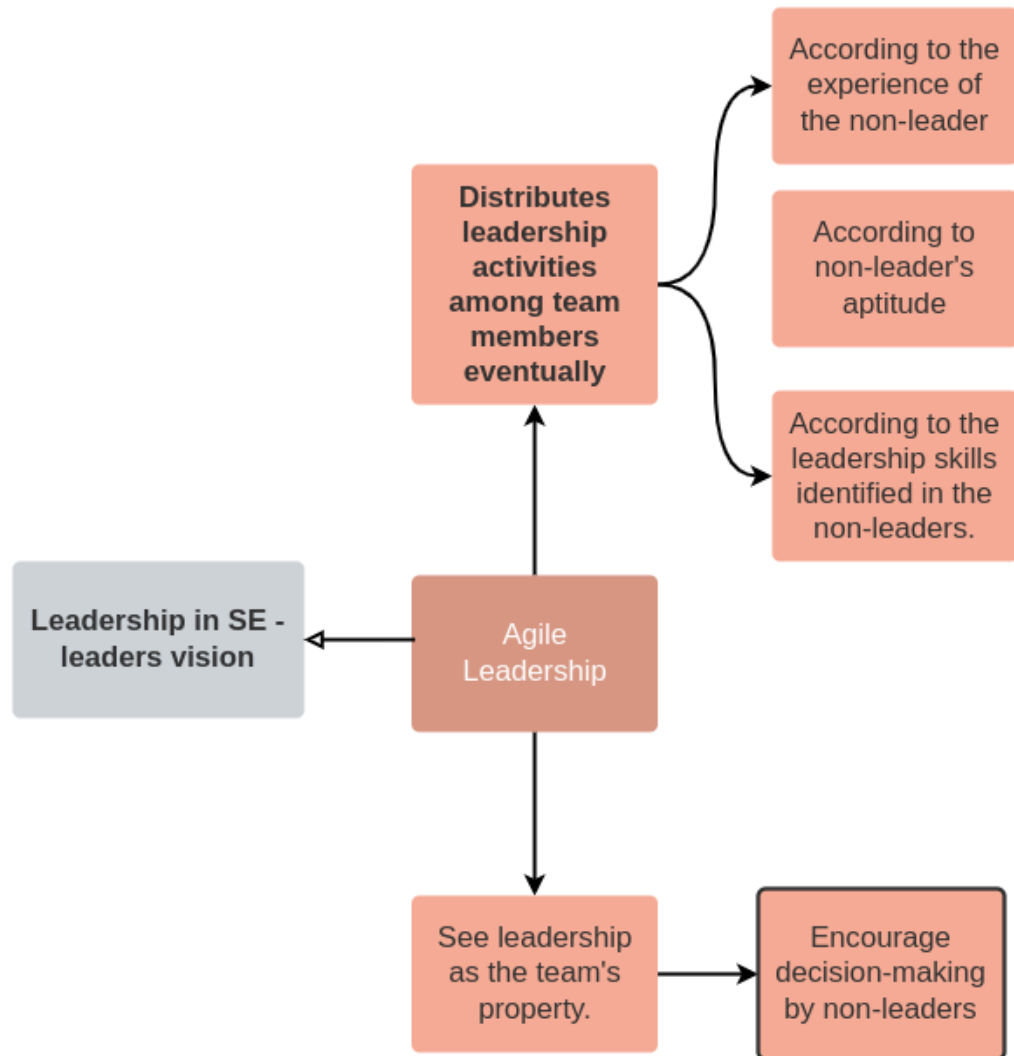 According to the
experience of
the non-leader
Distributes
leadership
activities
among team
members
eventually
According to
non-leader's
aptitude
According to the
leadership skills
identified in the
non-leaders.
Leadership in SE -
leaders vision
Agile
Leadership
See leadership
as the team's
property.
Encourage
decision-making
by non-leaders